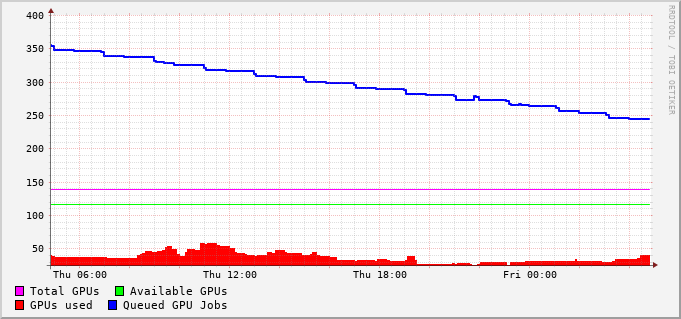 400
350
300
250
200
150
100
50
Thu 06:00 Thu 12:00 Thu 18:00 Fri 00:00
Total GPUs Available GPUs
GPUs used Queued GPU Jobs
RRDTOOL / TOBI OETIKER